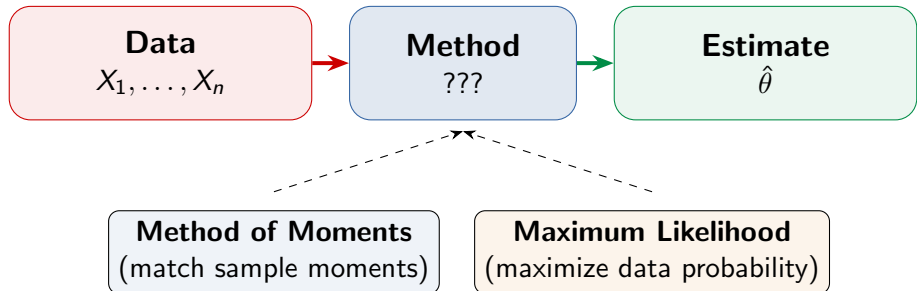 Data
X₁, . . . , Xₙ
Method
???
Estimate
θ̂
Method of Moments
(match sample moments)
Maximum Likelihood
(maximize data probability)